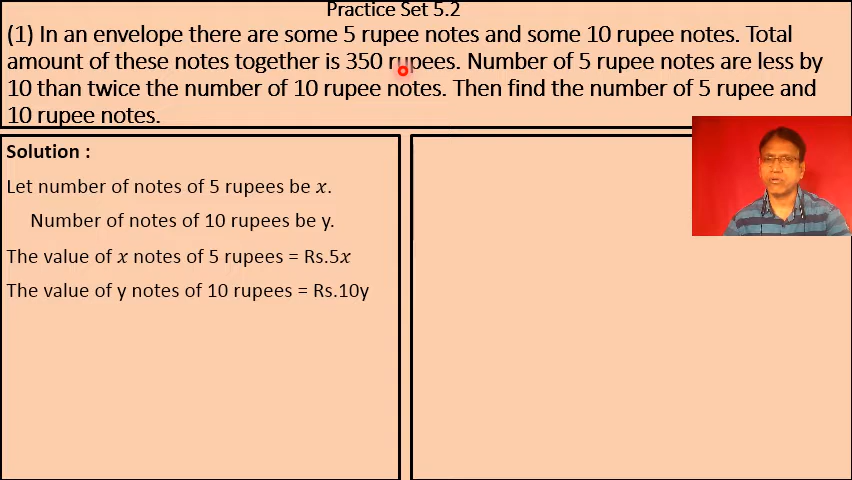 Practice Set 5.2
(1) In an envelope there are some 5 rupee notes and some 10 rupee notes. Total
amount of these notes together is 350 rupees. Number of 5 rupee notes are less by
10 than twice the number of 10 rupee notes. Then find the number of 5 rupee and
10 rupee notes.
Solution :
Let number of notes of 5 rupees be x.
Number of notes of 10 rupees be y.
The value of x notes of 5 rupees = Rs.5x
The value of y notes of 10 rupees = Rs.10y